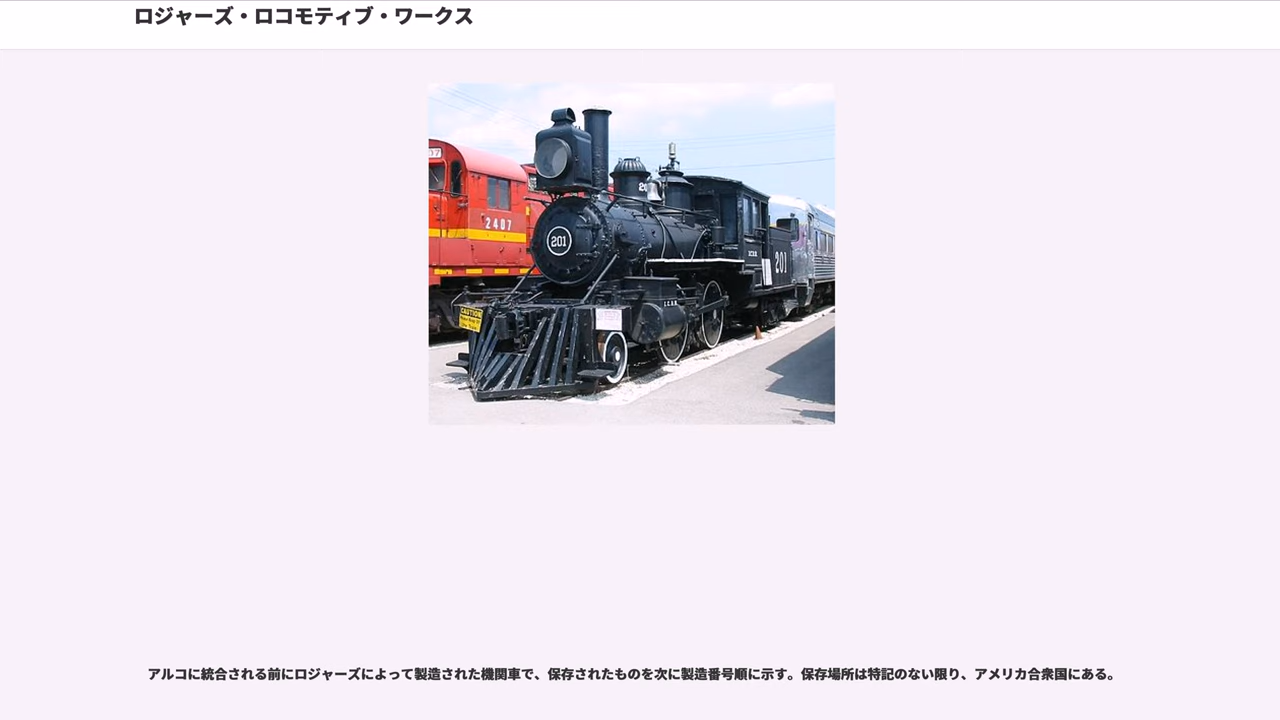 ロジャーズ・ロコモティブ・ワークス
2407
201
201
CAUTION
アルコに統合される前にロジャーズによって製造された機関車で、保存されたものを次に製造番号順に示す。保存場所は特記のない限り、アメリカ合衆国にある。